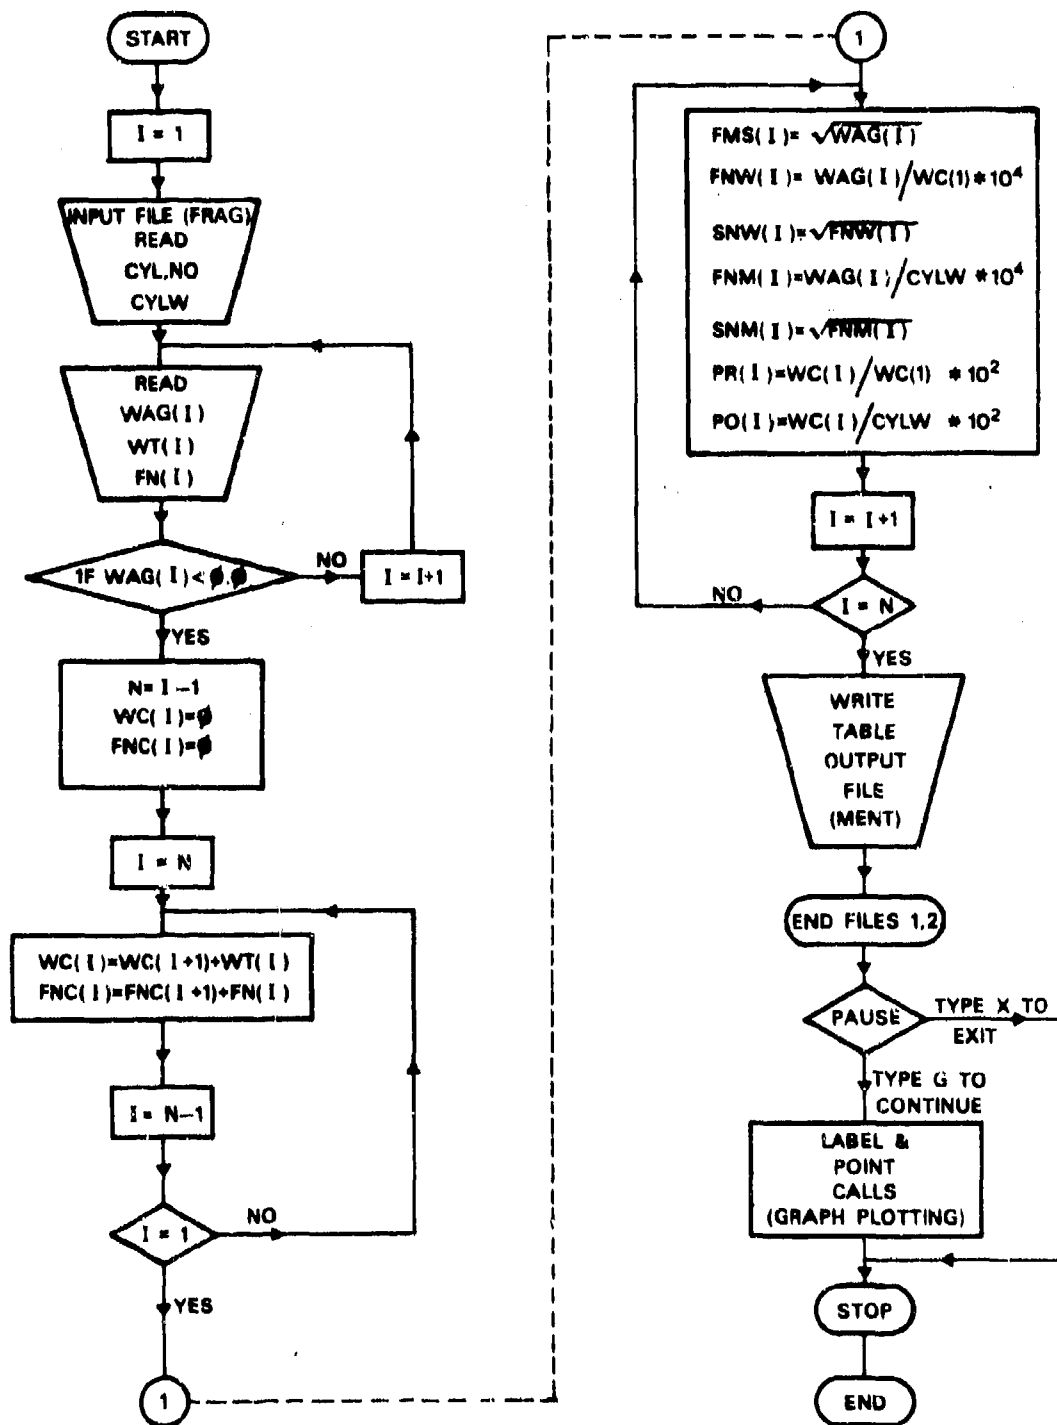 START
I = 1
INPUT FILE (FRAG)
READ
CYL.NO
CYLW
READ
WAG(I)
WT(I)
FN(I)
IF WAG(I)<0.0
NO
I = I+1
YES
N=I-1
WC(I)=0
FNC(I)=0
I = N
WC(I)=WC(I+1)+WT(I)
FNC(I)=FNC(I+1)+FN(I)
I = N-1
I = 1
NO
YES
1
1
FMS(I)= √WAG(I)
FNW(I)= WAG(I)/WC(1)*10⁴
SNW(I)=√FNW(I)
FNM(I)=WAG(I)/CYLW *10⁴
SNM(I)=√FNM(I)
PR(I)=WC(I)/WC(1) *10²
PO(I)=WC(I)/CYLW *10²
I = I+1
NO
I = N
YES
WRITE
TABLE
OUTPUT
FILE
(MENT)
END FILES 1,2
PAUSE
TYPE X TO
EXIT
TYPE G TO
CONTINUE
LABEL &
POINT
CALLS
(GRAPH PLOTTING)
STOP
END